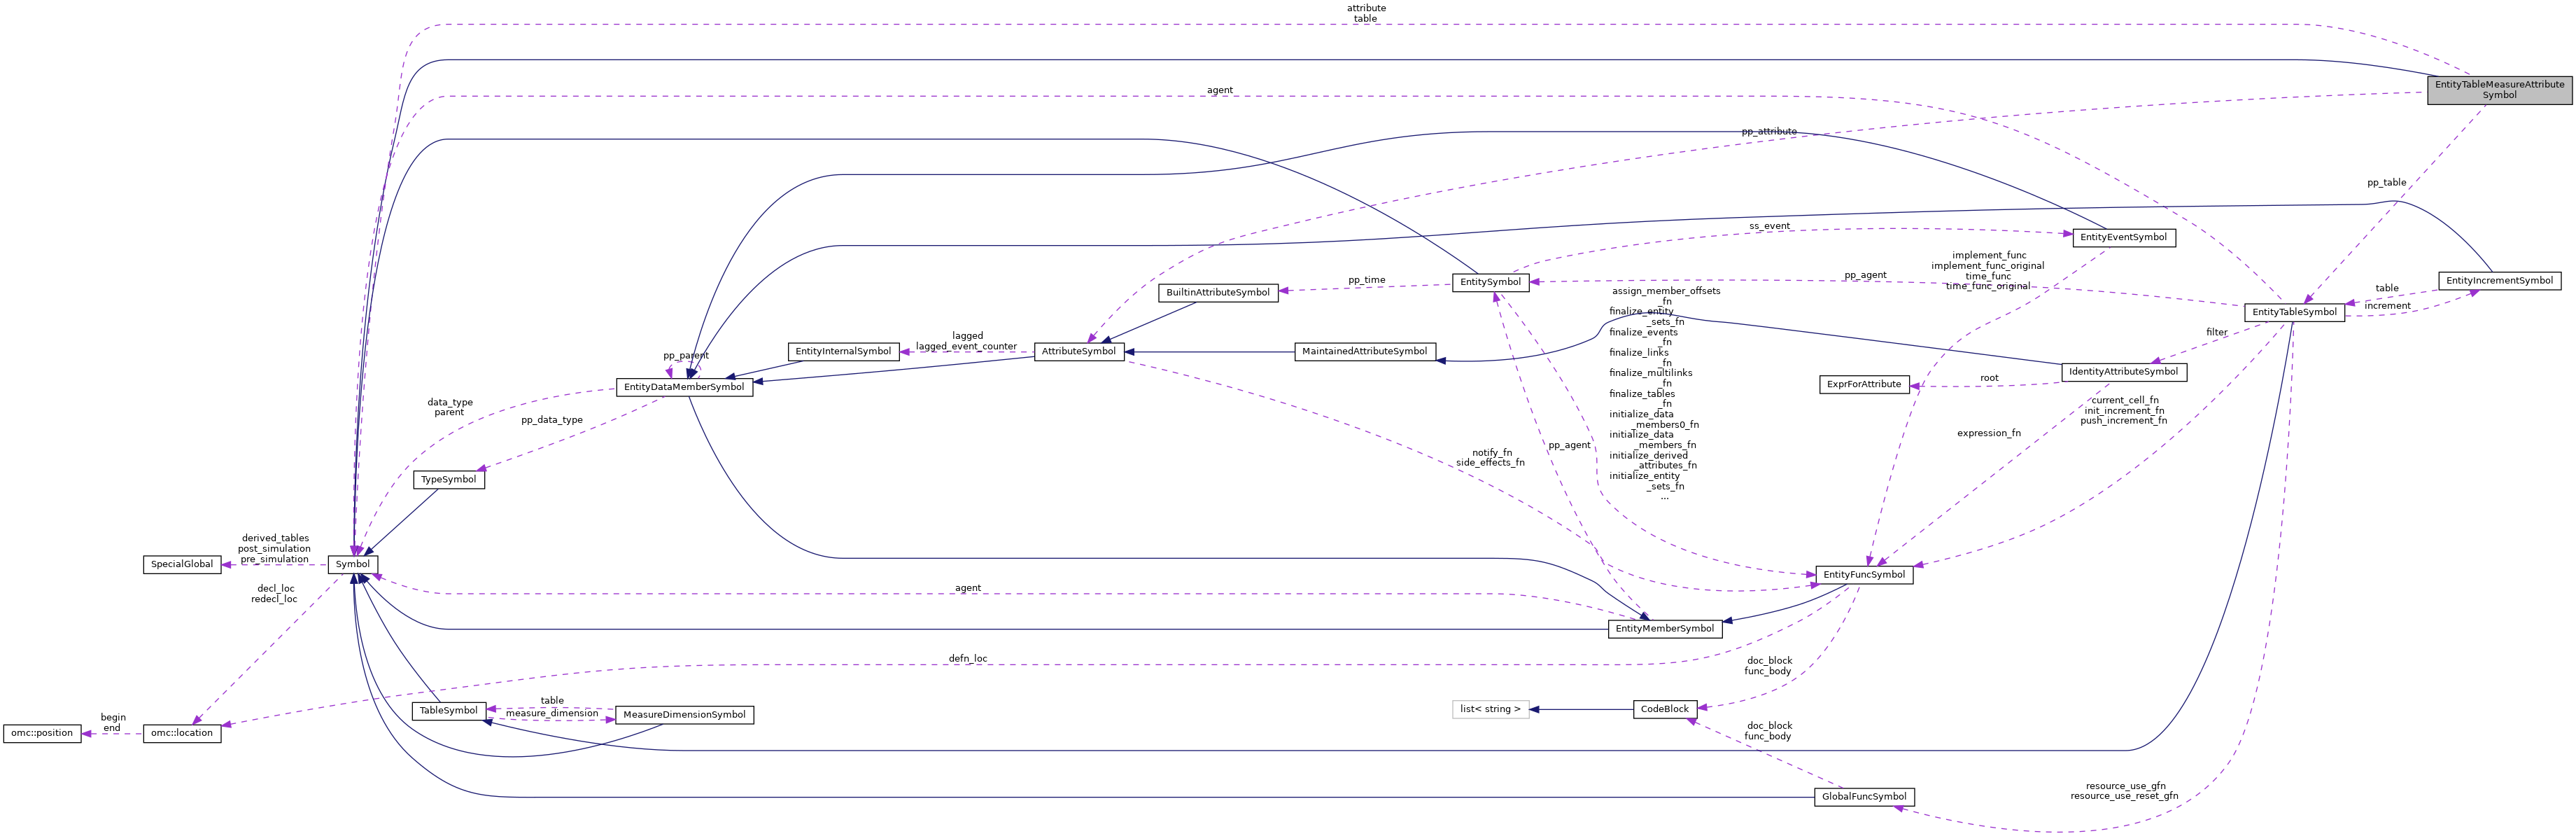 attribute
table
EntityTableMeasureAttribute
Symbol
agent
pp_attribute
pp_table
ss_event
EntityEventSymbol
implement_func
implement_func_original
time_func
time_func_original
pp_agent
EntitySymbol
pp_time
BuiltinAttributeSymbol
EntityIncrementSymbol
table
increment
EntityTableSymbol
assign_member_offsets
_fn
finalize_entity
_sets_fn
finalize_events
_fn
finalize_links
_fn
finalize_multilinks
_fn
finalize_tables
_fn
initialize_data
_members0_fn
initialize_data
_members_fn
initialize_derived
_attributes_fn
initialize_entity
_sets_fn
...
filter
lagged
lagged_event_counter
EntityInternalSymbol
AttributeSymbol
MaintainedAttributeSymbol
pp_parent
EntityDataMemberSymbol
IdentityAttributeSymbol
root
ExprForAttribute
data_type
parent
pp_data_type
current_cell_fn
init_increment_fn
push_increment_fn
expression_fn
pp_agent
notify_fn
side_effects_fn
TypeSymbol
derived_tables
post_simulation
pre_simulation
SpecialGlobal
Symbol
EntityFuncSymbol
decl_loc
redecl_loc
agent
EntityMemberSymbol
defn_loc
doc_block
func_body
table
measure_dimension
TableSymbol
MeasureDimensionSymbol
list< string >
CodeBlock
begin
end
omc::position
omc::location
doc_block
func_body
resource_use_gfn
resource_use_reset_gfn
GlobalFuncSymbol